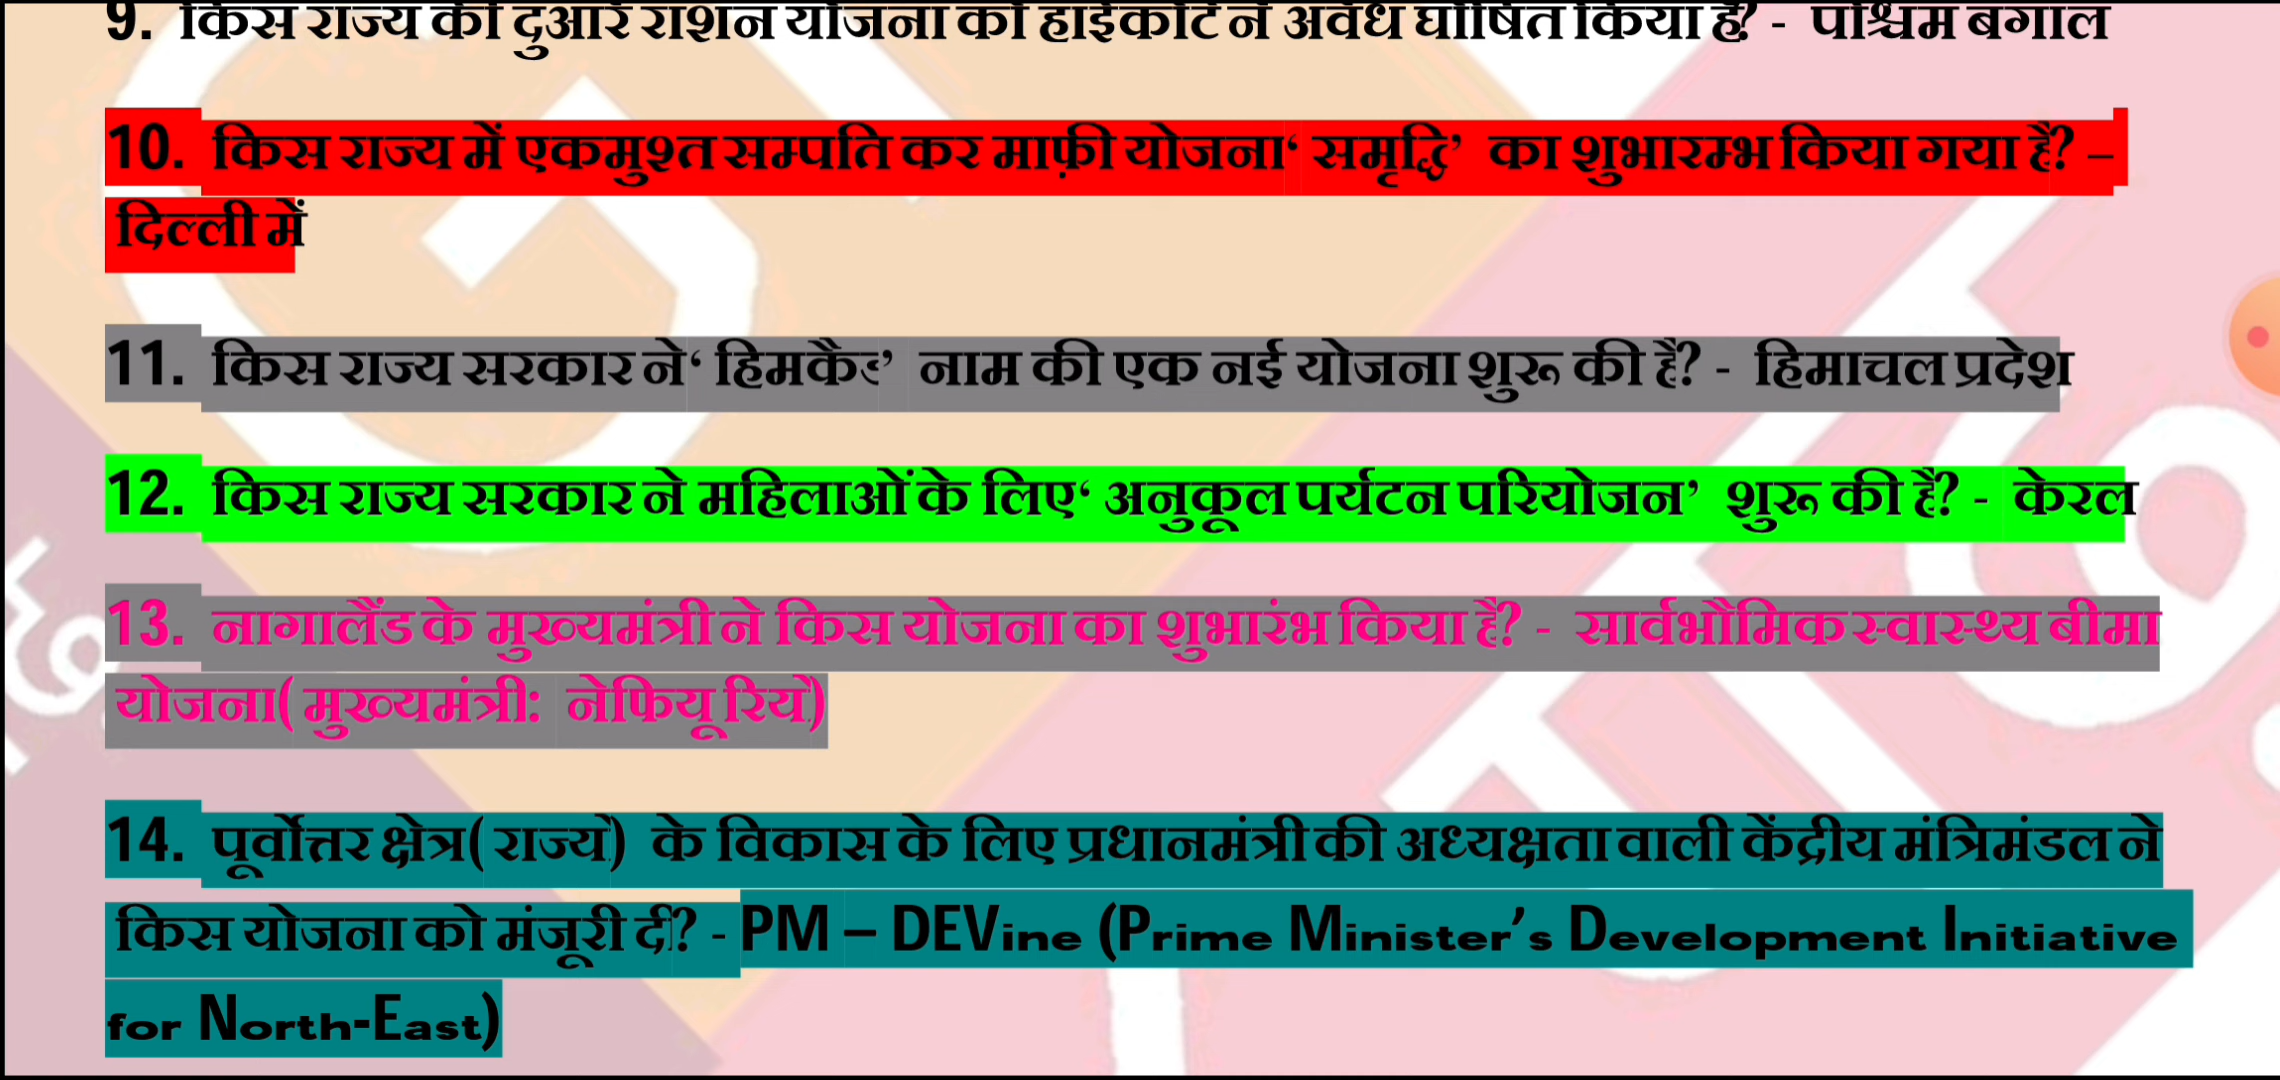 9. किस राज्य की दुआरे राशन योजना को हाईकोर्ट ने अवैध घोषित किया है? - पश्चिम बंगाल
10. किस राज्य में एकमुश्त सम्पति कर माफ़ी योजना‘ समृद्धि’ का शुभारम्भ किया गया है? –
दिल्ली में
11. किस राज्य सरकार ने‘ हिमकैड’ नाम की एक नई योजना शुरू की है? - हिमाचल प्रदेश
12. किस राज्य सरकार ने महिलाओं के लिए‘ अनुकूल पर्यटन परियोजन’ शुरू की है? - केरल
13. नागालैंड के मुख्यमंत्री ने किस योजना का शुभारंभ किया है? - सार्वभौमिक स्वास्थ्य बीमा
योजना( मुख्यमंत्री: नेफियू रियो)
14. पूर्वोत्तर क्षेत्र( राज्यों) के विकास के लिए प्रधानमंत्री की अध्यक्षता वाली केंद्रीय मंत्रिमंडल ने
किस योजना को मंजूरी दी? - PM – DEVine (Prime Minister’s Development Initiative
for North-East)